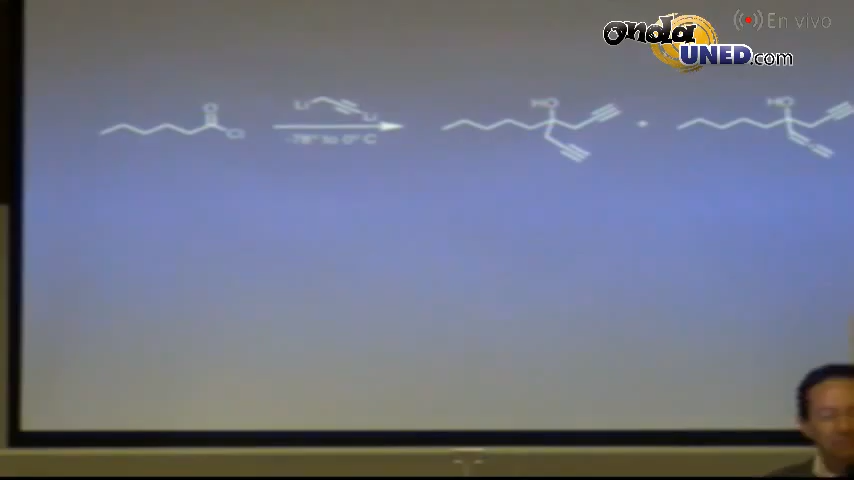 En vivo
onda
UNED.com
O
Cl
Li
Li
-78° to 0° C
HO
+
HO